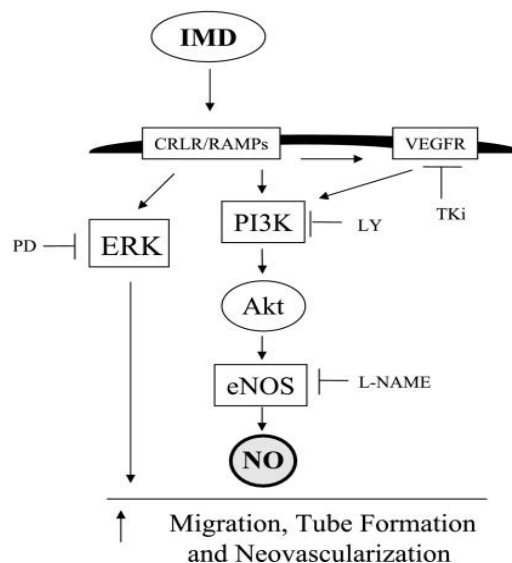 IMD
CRLR/RAMPs
VEGFR
TKi
PI3K
LY
PD
ERK
Akt
eNOS
L-NAME
NO
Migration, Tube Formation
and Neovascularization